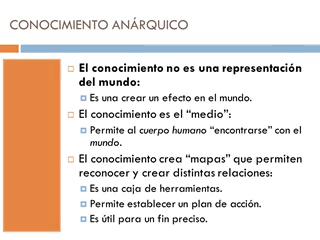 CONOCIMIENTO ANÁRQUICO
El conocimiento no es una representación
del mundo:
Es una crear un efecto en el mundo.
El conocimiento es el “medio”:
Permite al cuerpo humano “encontrarse” con el
mundo.
El conocimiento crea “mapas” que permiten
reconocer y crear distintas relaciones:
Es una caja de herramientas.
Permite establecer un plan de acción.
Es útil para un fin preciso.